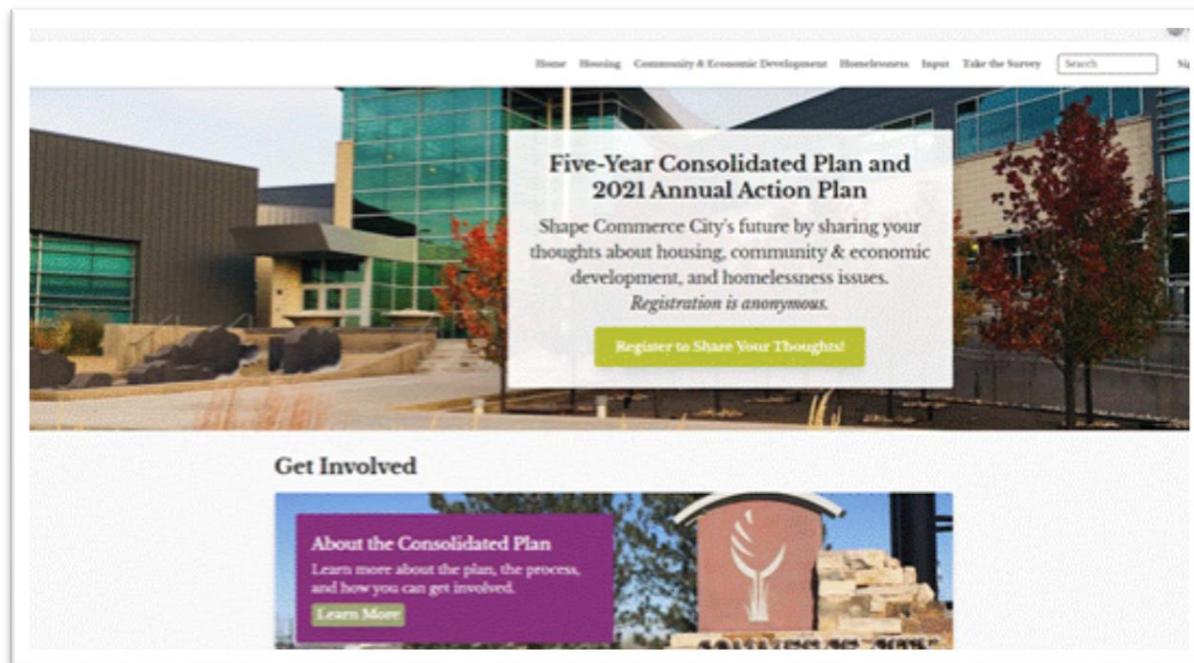 Home Housing Community & Economic Development Homelessness Input Take the Survey Search
Five-Year Consolidated Plan and
2021 Annual Action Plan
Shape Commerce City's future by sharing your
thoughts about housing, community & economic
development, and homelessness issues.
Registration is anonymous.
Register to Share Your Thoughts!
Get Involved
About the Consolidated Plan
Learn more about the plan, the process,
and how you can get involved.
Learn More